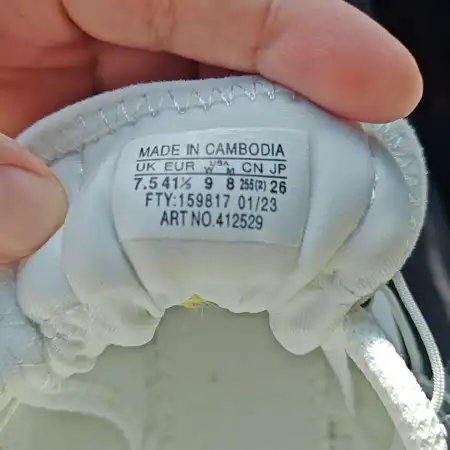 MADE IN CAMBODIA
UK EUR USA W M CN JP
7.5 41½ 9 8 255(2) 26
FTY:159817 01/23
ART NO.412529